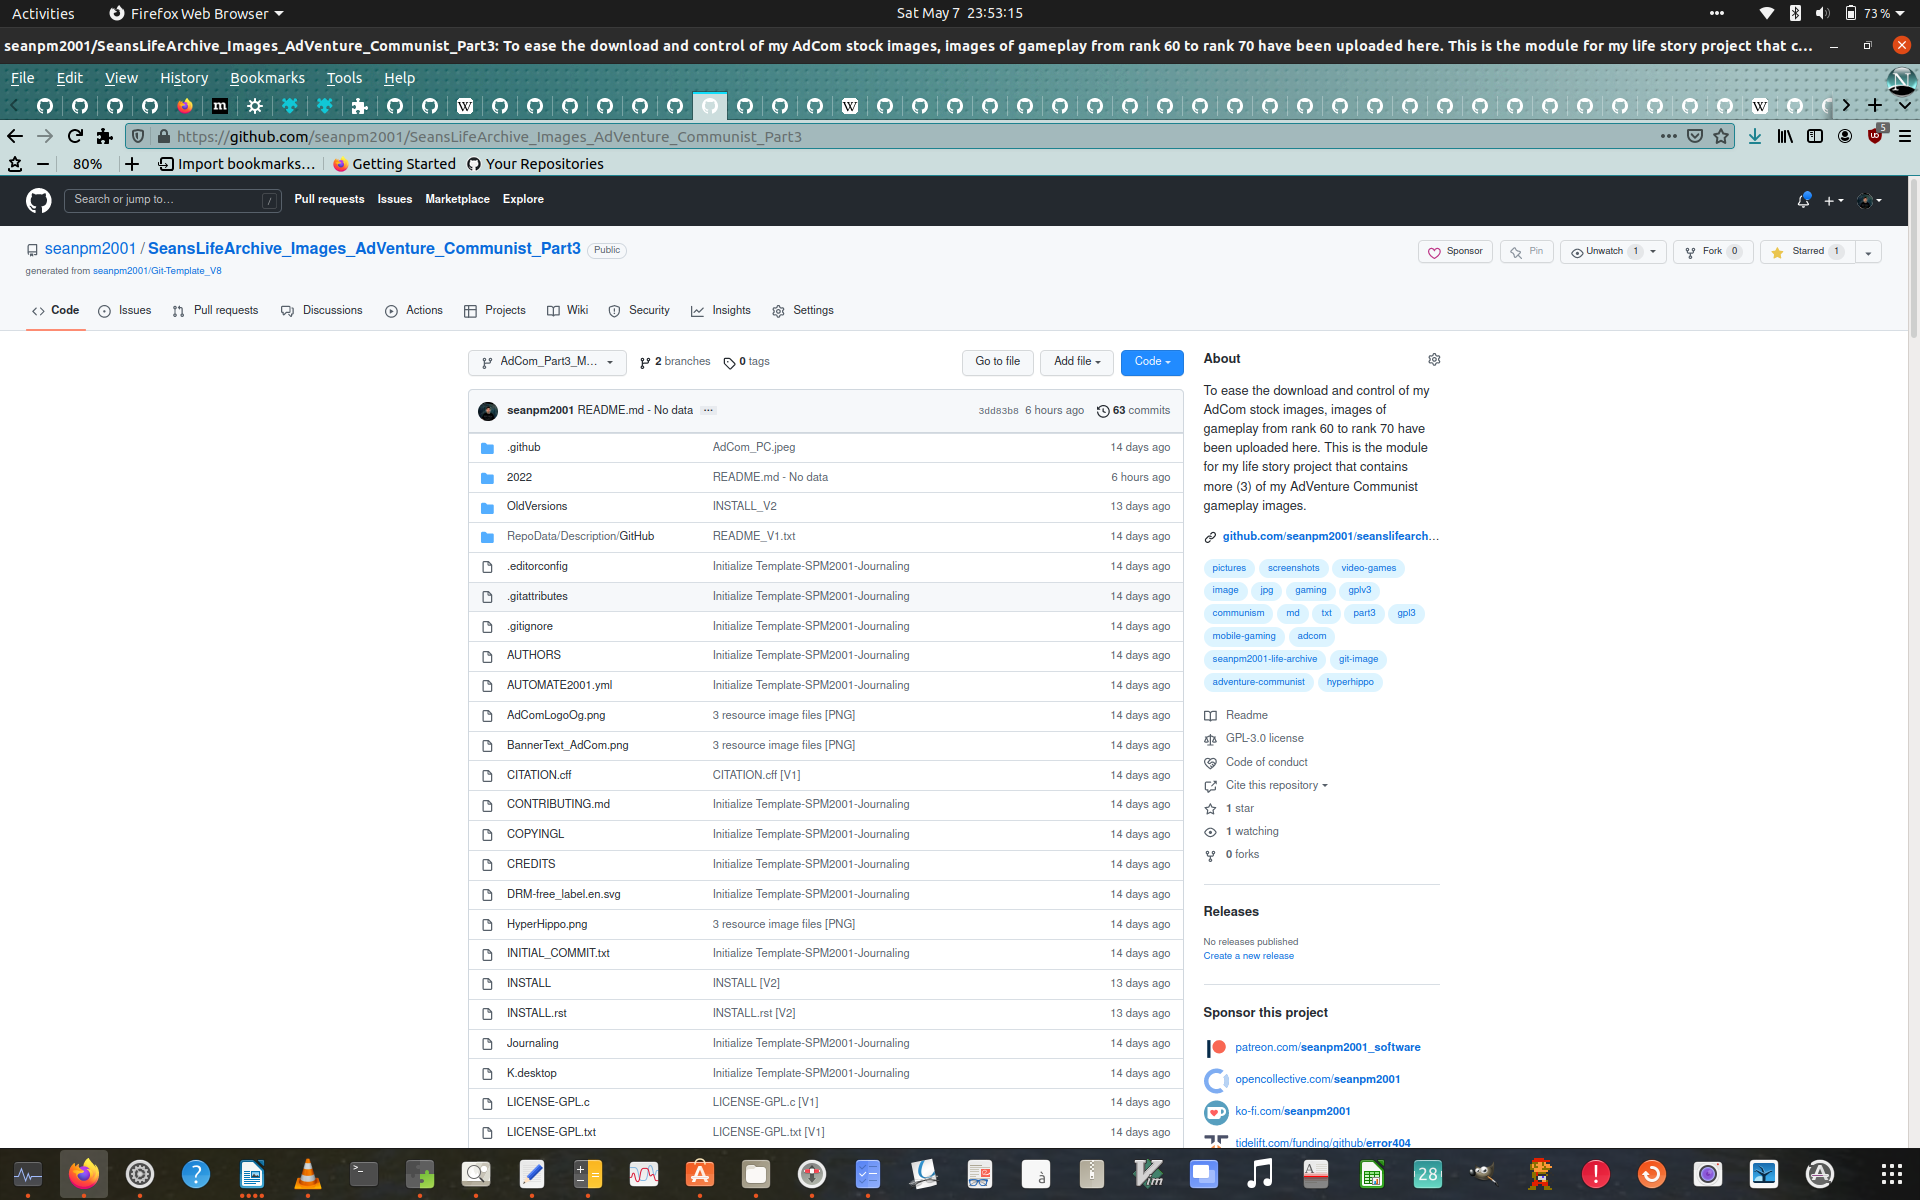 Activities
Firefox Web Browser
Sat May 7 23:53:15
73 %
seanpm2001/SeansLifeArchive_Images_AdVenture_Communist_Part3: To ease the download and control of my AdCom stock images, images of gameplay from rank 60 to rank 70 have been uploaded here. This is the module for my life story project that c...
File Edit View History Bookmarks Tools Help
https://github.com/seanpm2001/SeansLifeArchive_Images_AdVenture_Communist_Part3
5
80%
Import bookmarks...
Getting Started
Your Repositories
Search or jump to...
/
Pull requests Issues Marketplace Explore
seanpm2001 / SeansLifeArchive_Images_AdVenture_Communist_Part3 Public
generated from seanpm2001/Git-Template_V8
Sponsor
Pin
Unwatch 1
Fork 0
Starred 1
Code
Issues
Pull requests
Discussions
Actions
Projects
Wiki
Security
Insights
Settings
AdCom_Part3_M...
2 branches
0 tags
Go to file
Add file
Code
seanpm2001 README.md - No data ...
3dd83b8 6 hours ago
63 commits
.github AdCom_PC.jpeg 14 days ago
2022 README.md - No data 6 hours ago
OldVersions INSTALL_V2 13 days ago
RepoData/Description/GitHub README_V1.txt 14 days ago
.editorconfig Initialize Template-SPM2001-Journaling 14 days ago
.gitattributes Initialize Template-SPM2001-Journaling 14 days ago
.gitignore Initialize Template-SPM2001-Journaling 14 days ago
AUTHORS Initialize Template-SPM2001-Journaling 14 days ago
AUTOMATE2001.yml Initialize Template-SPM2001-Journaling 14 days ago
AdComLogoOg.png 3 resource image files [PNG] 14 days ago
BannerText_AdCom.png 3 resource image files [PNG] 14 days ago
CITATION.cff CITATION.cff [V1] 14 days ago
CONTRIBUTING.md Initialize Template-SPM2001-Journaling 14 days ago
COPYINGL Initialize Template-SPM2001-Journaling 14 days ago
CREDITS Initialize Template-SPM2001-Journaling 14 days ago
DRM-free_label.en.svg Initialize Template-SPM2001-Journaling 14 days ago
HyperHippo.png 3 resource image files [PNG] 14 days ago
INITIAL_COMMIT.txt Initialize Template-SPM2001-Journaling 14 days ago
INSTALL INSTALL [V2] 13 days ago
INSTALL.rst INSTALL.rst [V2] 13 days ago
Journaling Initialize Template-SPM2001-Journaling 14 days ago
K.desktop Initialize Template-SPM2001-Journaling 14 days ago
LICENSE-GPL.c LICENSE-GPL.c [V1] 14 days ago
LICENSE-GPL.txt LICENSE-GPL.txt [V1] 14 days ago
About
To ease the download and control of my
AdCom stock images, images of
gameplay from rank 60 to rank 70 have
been uploaded here. This is the module
for my life story project that contains
more (3) of my AdVenture Communist
gameplay images.
github.com/seanpm2001/seanslifearch...
pictures screenshots video-games
image jpg gaming gplv3
communism md txt part3 gpl3
mobile-gaming adcom
seanpm2001-life-archive git-image
adventure-communist hyperhippo
Readme
GPL-3.0 license
Code of conduct
Cite this repository
1 star
1 watching
0 forks
Releases
No releases published
Create a new release
Sponsor this project
patreon.com/seanpm2001_software
opencollective.com/seanpm2001
ko-fi.com/seanpm2001
tidelift.com/funding/github/error404
28